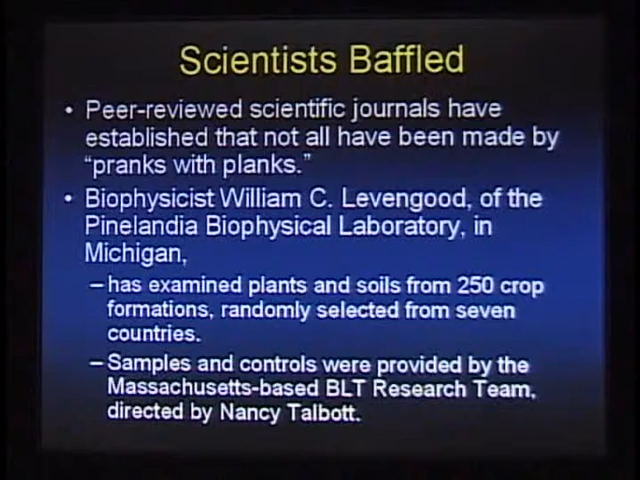 Scientists Baffled
• Peer-reviewed scientific journals have
established that not all have been made by
“pranks with planks.”
• Biophysicist William C. Levengood, of the
Pinelandia Biophysical Laboratory, in
Michigan,
– has examined plants and soils from 250 crop
formations, randomly selected from seven
countries.
– Samples and controls were provided by the
Massachusetts-based BLT Research Team,
directed by Nancy Talbott.